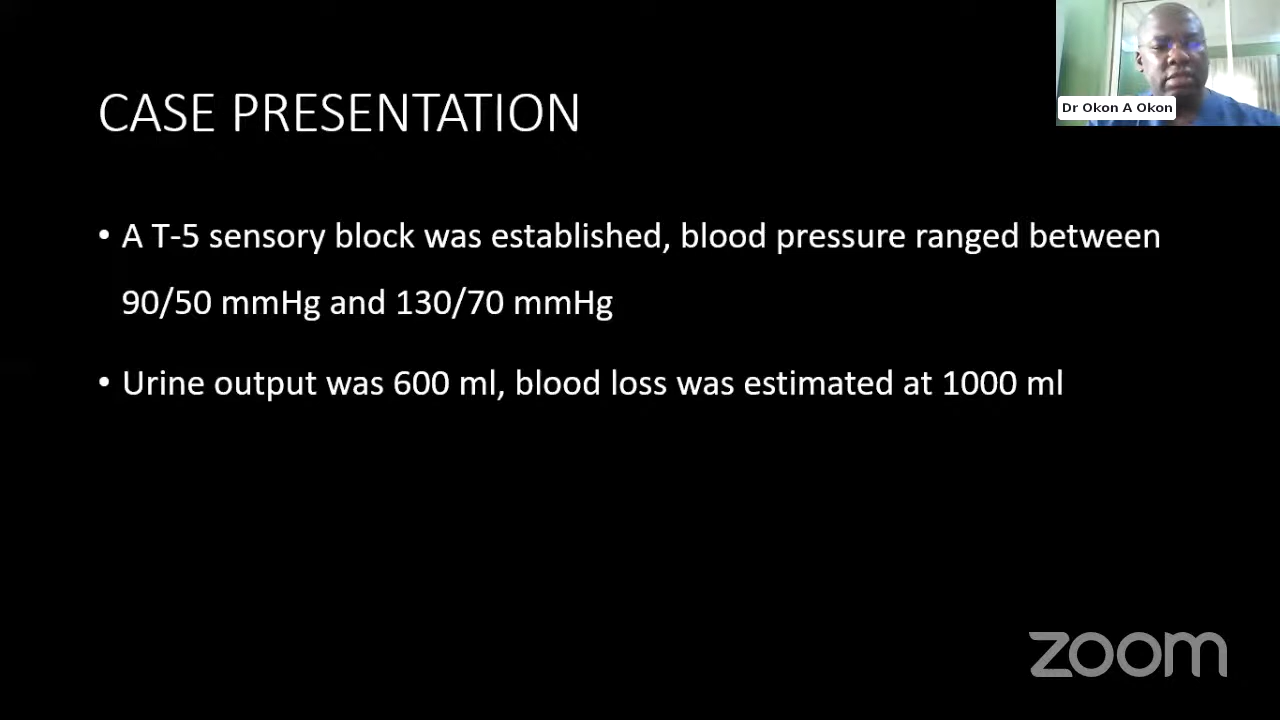 Dr Okon A Okon
CASE PRESENTATION
• A T-5 sensory block was established, blood pressure ranged between
90/50 mmHg and 130/70 mmHg
• Urine output was 600 ml, blood loss was estimated at 1000 ml
zoom